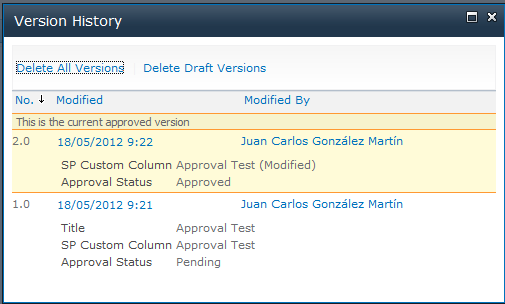 Version History
Delete All Versions Delete Draft Versions
No. Modified Modified By
This is the current approved version
2.0 18/05/2012 9:22 Juan Carlos González Martín
SP Custom Column Approval Test (Modified)
Approval Status Approved
1.0 18/05/2012 9:21 Juan Carlos González Martín
Title Approval Test
SP Custom Column Approval Test
Approval Status Pending